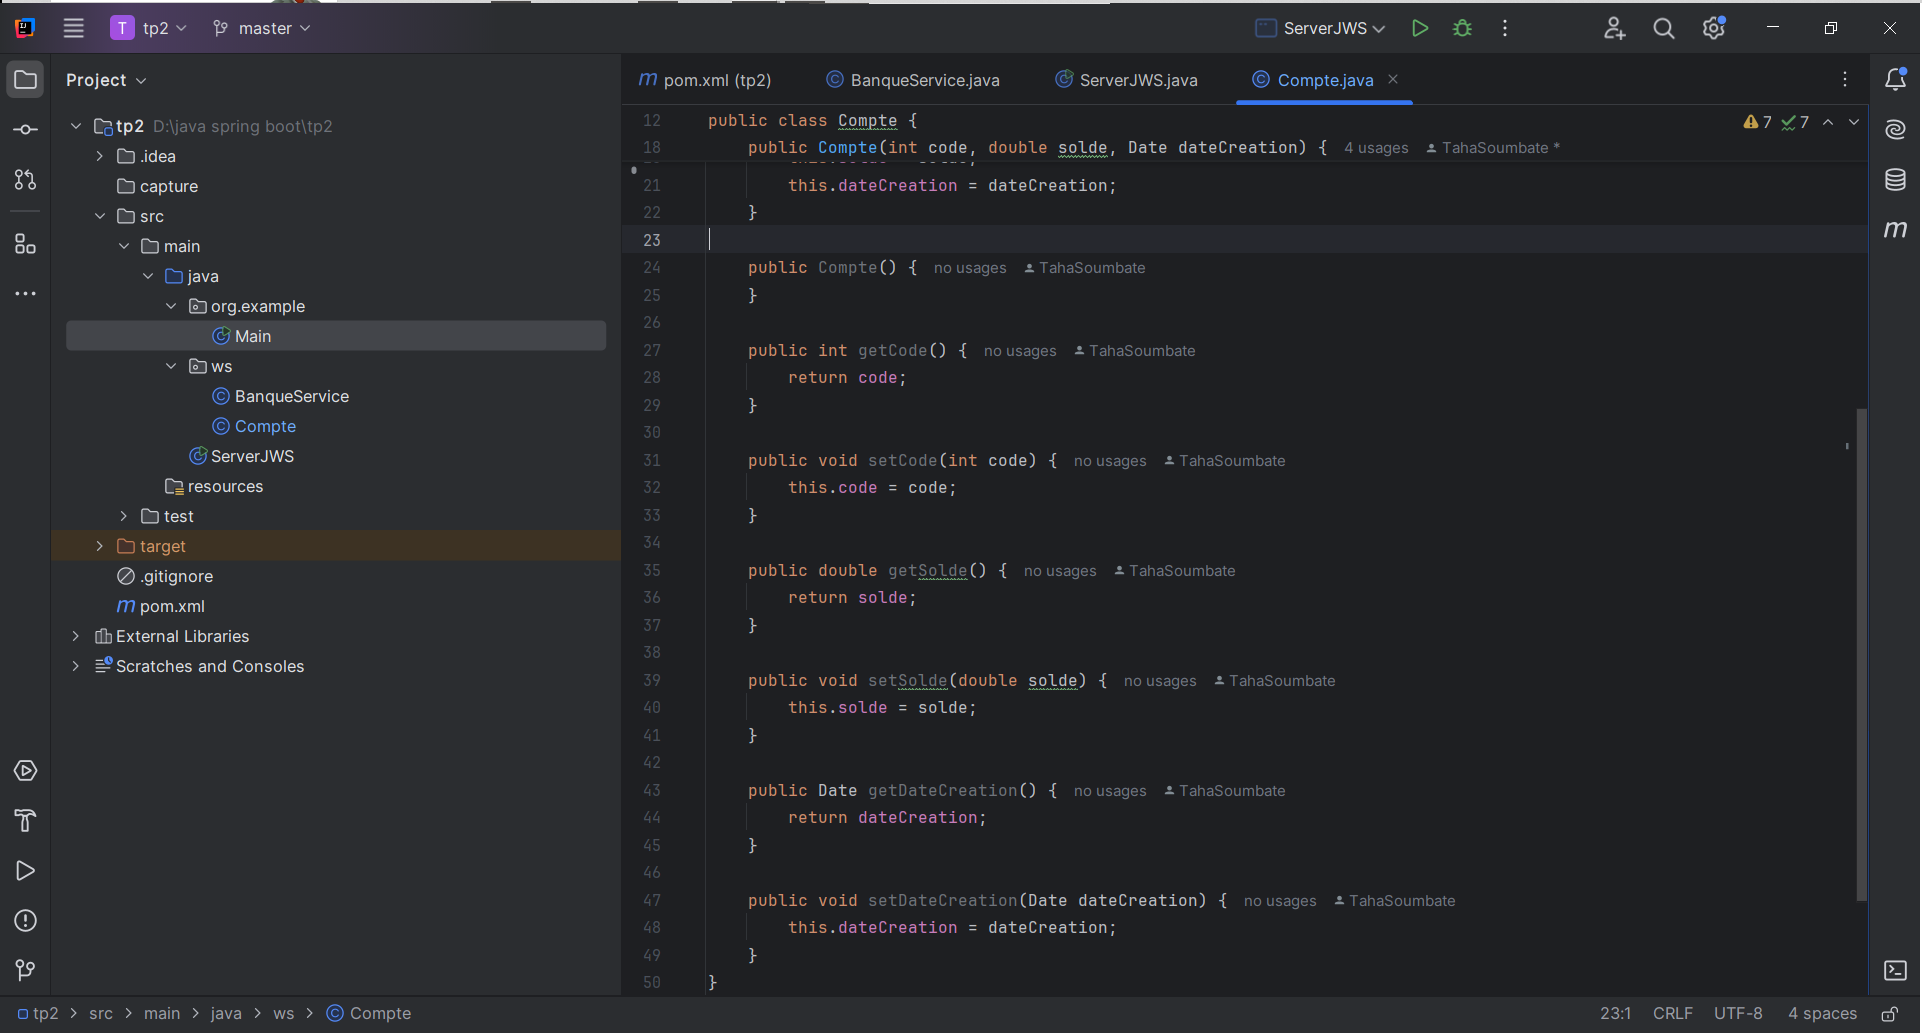 T tp2 master ServerJWS
Project
tp2 D:\java spring boot\tp2
.idea
capture
src
main
java
org.example
Main
ws
BanqueService
Compte
ServerJWS
resources
test
target
.gitignore
pom.xml
External Libraries
Scratches and Consoles
pom.xml (tp2) BanqueService.java ServerJWS.java Compte.java
7 7
12 public class Compte {
18 public Compte(int code, double solde, Date dateCreation) { 4 usages TahaSoumbate *
21 this.dateCreation = dateCreation;
22 }
23
24 public Compte() { no usages TahaSoumbate
25 }
26
27 public int getCode() { no usages TahaSoumbate
28 return code;
29 }
30
31 public void setCode(int code) { no usages TahaSoumbate
32 this.code = code;
33 }
34
35 public double getSolde() { no usages TahaSoumbate
36 return solde;
37 }
38
39 public void setSolde(double solde) { no usages TahaSoumbate
40 this.solde = solde;
41 }
42
43 public Date getDateCreation() { no usages TahaSoumbate
44 return dateCreation;
45 }
46
47 public void setDateCreation(Date dateCreation) { no usages TahaSoumbate
48 this.dateCreation = dateCreation;
49 }
50 }
tp2 > src > main > java > ws > Compte 23:1 CRLF UTF-8 4 spaces